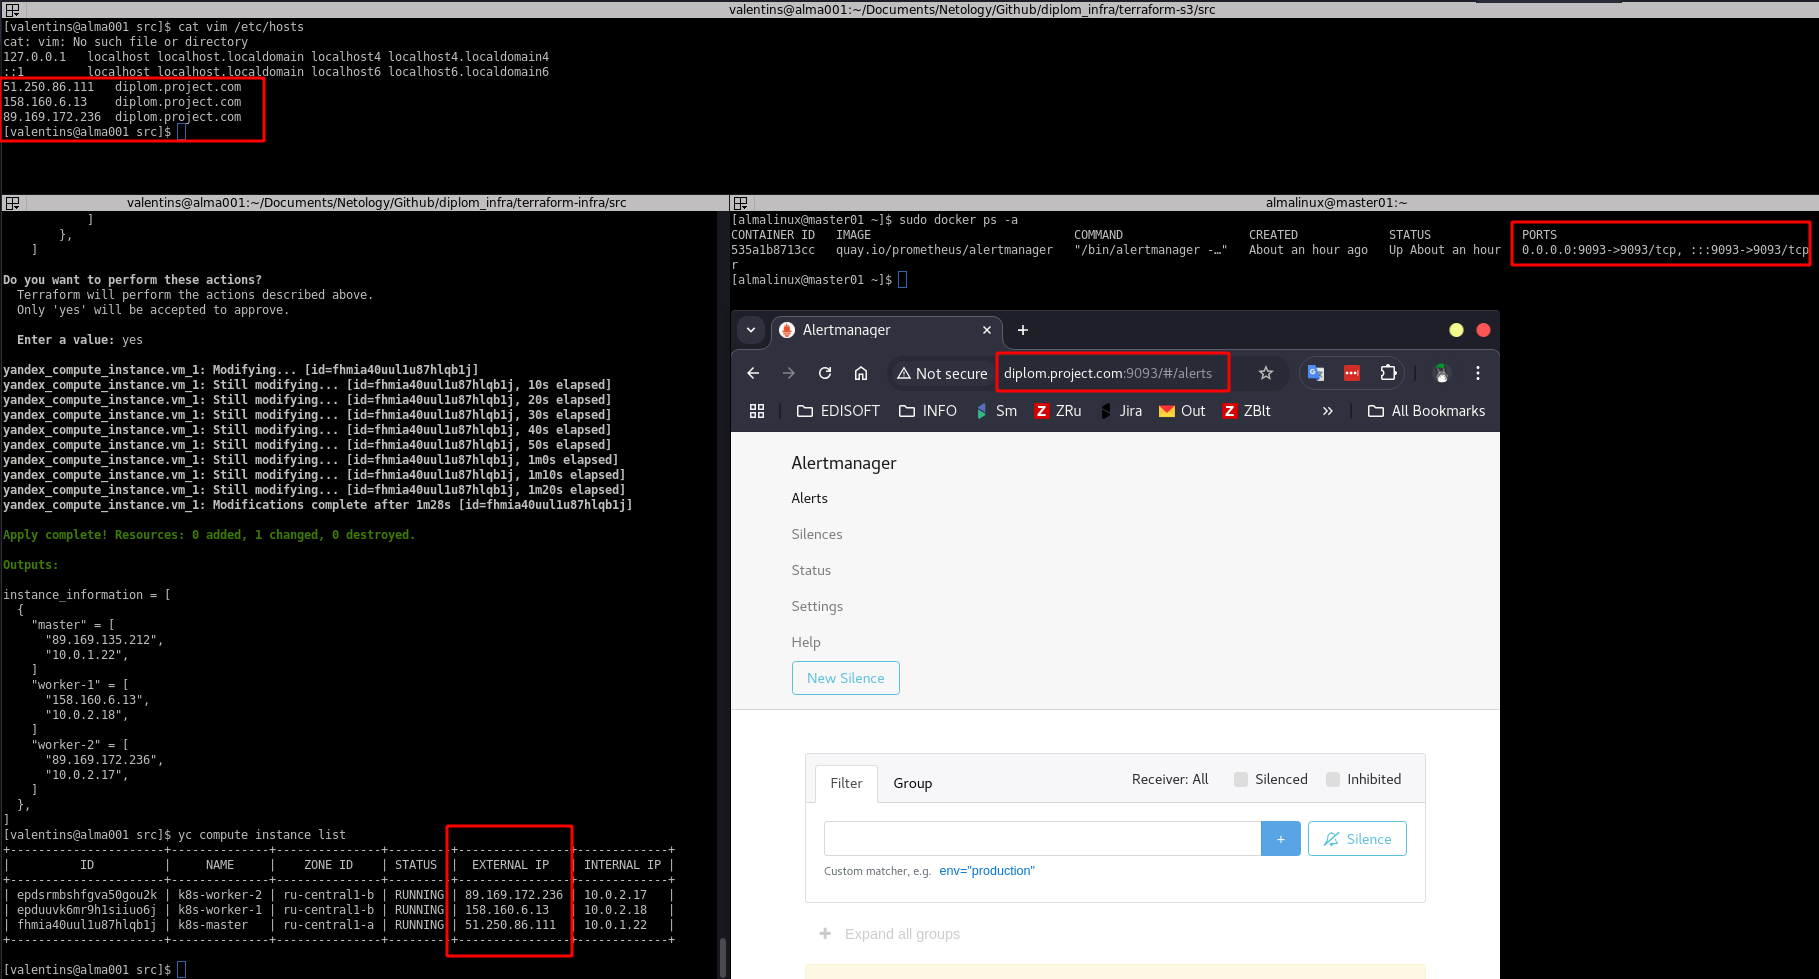 valentins@alma001:~/Documents/Netology/Github/diplom_infra/terraform-s3/src
[valentins@alma001 src]$ cat vim /etc/hosts
cat: vim: No such file or directory
127.0.0.1   localhost localhost.localdomain localhost4 localhost4.localdomain4
::1         localhost localhost.localdomain localhost6 localhost6.localdomain6
51.250.86.111   diplom.project.com
158.160.6.13    diplom.project.com
89.169.172.236  diplom.project.com
[valentins@alma001 src]$
valentins@alma001:~/Documents/Netology/Github/diplom_infra/terraform-infra/src
]
},
]
Do you want to perform these actions?
Terraform will perform the actions described above.
Only 'yes' will be accepted to approve.
Enter a value: yes
yandex_compute_instance.vm_1: Modifying... [id=fhmia40uul1u87hlqb1j]
yandex_compute_instance.vm_1: Still modifying... [id=fhmia40uul1u87hlqb1j, 10s elapsed]
yandex_compute_instance.vm_1: Still modifying... [id=fhmia40uul1u87hlqb1j, 20s elapsed]
yandex_compute_instance.vm_1: Still modifying... [id=fhmia40uul1u87hlqb1j, 30s elapsed]
yandex_compute_instance.vm_1: Still modifying... [id=fhmia40uul1u87hlqb1j, 40s elapsed]
yandex_compute_instance.vm_1: Still modifying... [id=fhmia40uul1u87hlqb1j, 50s elapsed]
yandex_compute_instance.vm_1: Still modifying... [id=fhmia40uul1u87hlqb1j, 1m0s elapsed]
yandex_compute_instance.vm_1: Still modifying... [id=fhmia40uul1u87hlqb1j, 1m10s elapsed]
yandex_compute_instance.vm_1: Still modifying... [id=fhmia40uul1u87hlqb1j, 1m20s elapsed]
yandex_compute_instance.vm_1: Modifications complete after 1m28s [id=fhmia40uul1u87hlqb1j]
Apply complete! Resources: 0 added, 1 changed, 0 destroyed.
Outputs:
instance_information = [
{
"master" = [
"89.169.135.212",
"10.0.1.22",
]
"worker-1" = [
"158.160.6.13",
"10.0.2.18",
]
"worker-2" = [
"89.169.172.236",
"10.0.2.17",
]
},
]
[valentins@alma001 src]$ yc compute instance list
+----------------------+--------------+---------------+---------+----------------+-------------+
|          ID          |     NAME     |    ZONE ID    | STATUS  |  EXTERNAL IP   | INTERNAL IP |
+----------------------+--------------+---------------+---------+----------------+-------------+
| epdsrmbshfgva50gou2k | k8s-worker-2 | ru-central1-b | RUNNING | 89.169.172.236 | 10.0.2.17   |
| epduuvk6mr9h1siiuo6j | k8s-worker-1 | ru-central1-b | RUNNING | 158.160.6.13   | 10.0.2.18   |
| fhmia40uul1u87hlqb1j | k8s-master   | ru-central1-a | RUNNING | 51.250.86.111  | 10.0.1.22   |
+----------------------+--------------+---------------+---------+----------------+-------------+
[valentins@alma001 src]$
almalinux@master01:~
[almalinux@master01 ~]$ sudo docker ps -a
CONTAINER ID   IMAGE                             COMMAND                  CREATED             STATUS             PORTS
535a1b8713cc   quay.io/prometheus/alertmanager   "/bin/alertmanager -…"   About an hour ago   Up About an hour   0.0.0.0:9093->9093/tcp, :::9093->9093/tcp
r
[almalinux@master01 ~]$
Alertmanager
Not secure diplom.project.com:9093/#/alerts
EDISOFT INFO Sm ZRu Jira Out ZBlt » All Bookmarks
Alertmanager
Alerts
Silences
Status
Settings
Help
New Silence
Filter Group Receiver: All Silenced Inhibited
+ Silence
Custom matcher, e.g. env="production"
+ Expand all groups